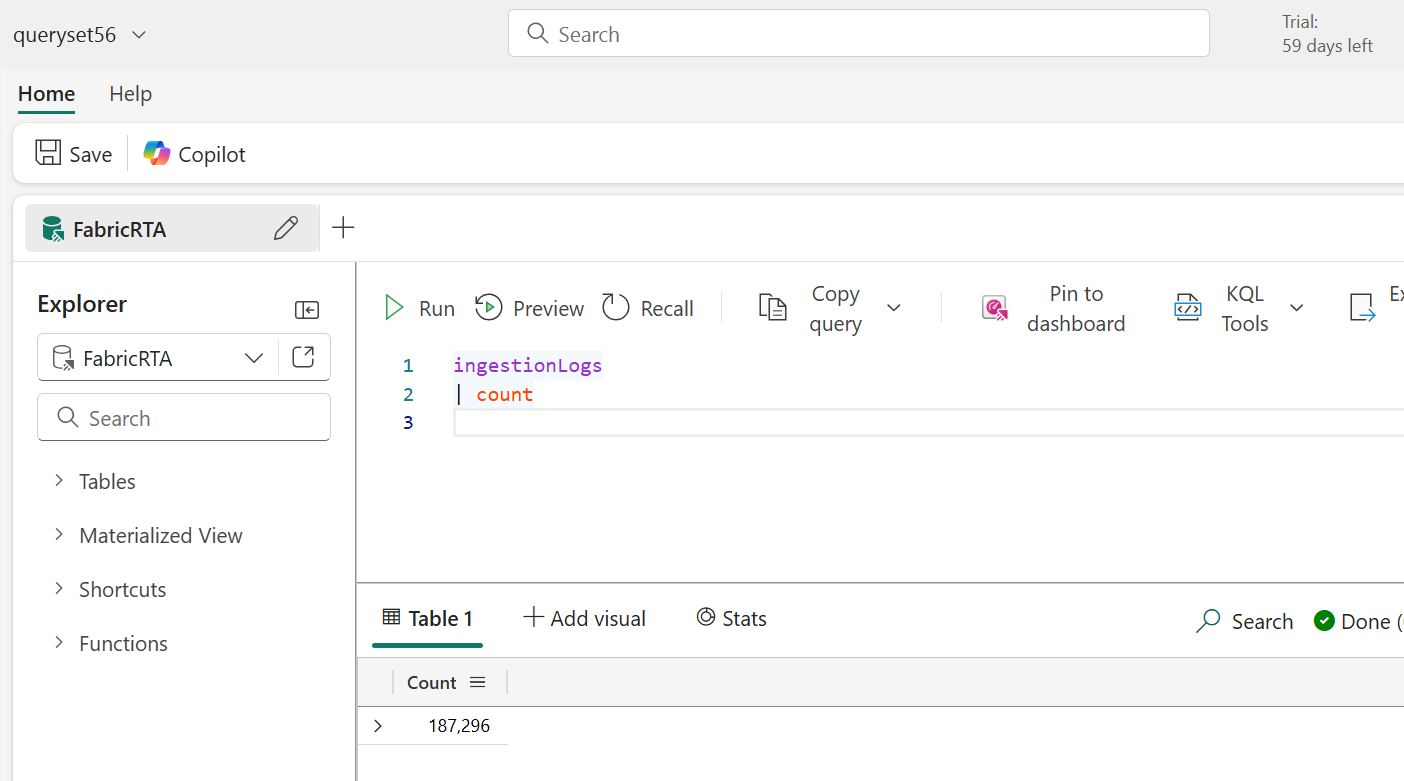 queryset56
Search
Trial:
59 days left
Home Help
Save Copilot
FabricRTA
Explorer
FabricRTA
Search
Tables
Materialized View
Shortcuts
Functions
Run Preview Recall
Copy
query
Pin to
dashboard
KQL
Tools
1 ingestionLogs
2 | count
3
Table 1 Add visual Stats
Search Done
Count
187,296